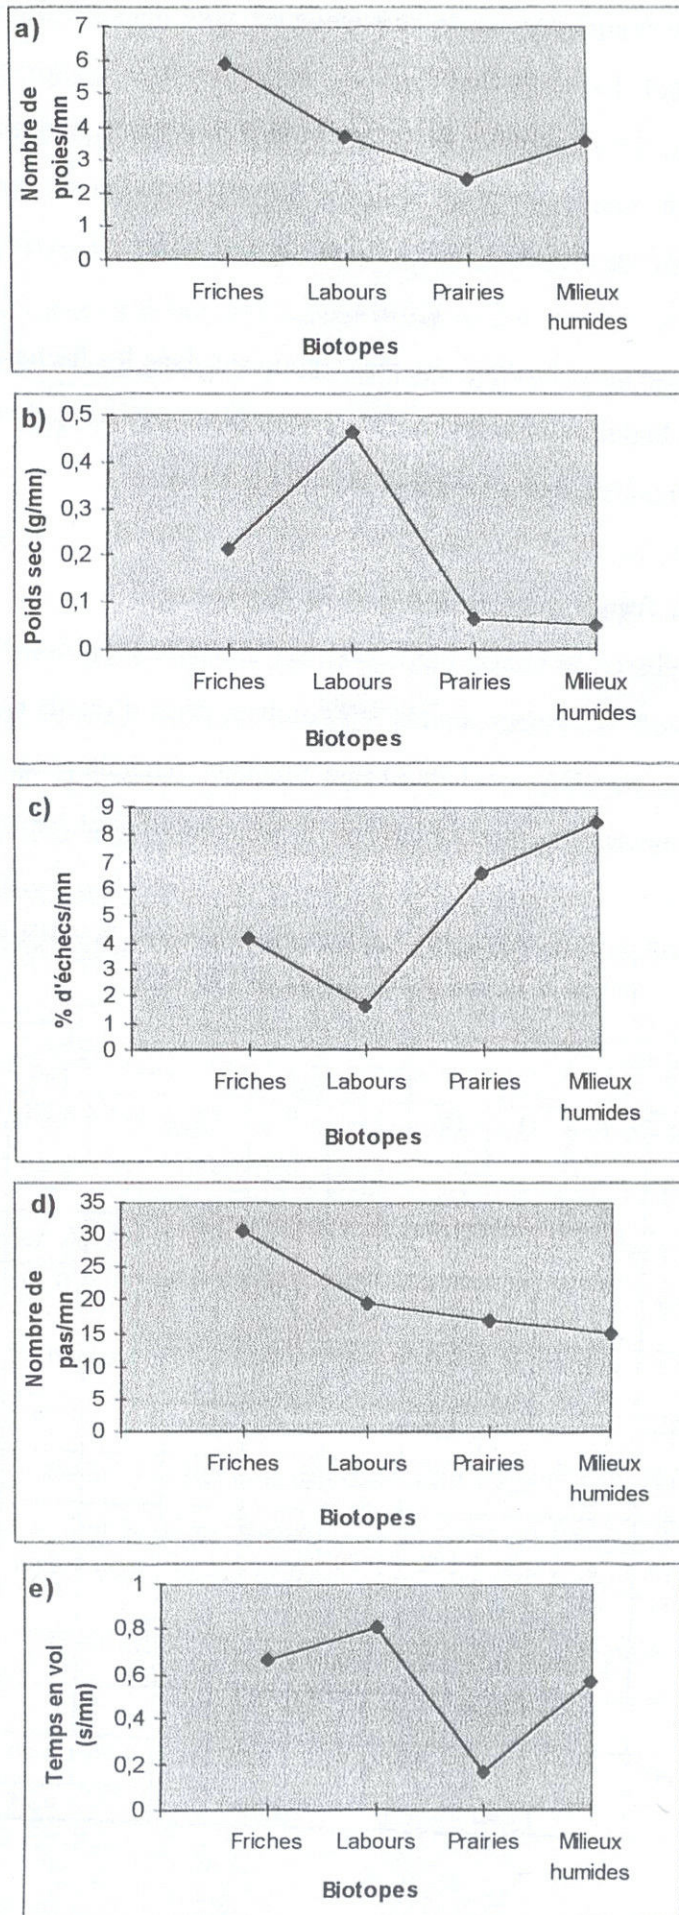 a)
Nombre de
proies/mn
7
6
5
4
3
2
1
0
Friches Labours Prairies Milieux
humides
Biotopes
b)
Poids sec (g/mn)
0,5
0,4
0,3
0,2
0,1
0
Friches Labours Prairies Milieux
humides
Biotopes
c)
% d'échecs/mn
9
8
7
6
5
4
3
2
1
0
Friches Labours Prairies Milieux
humides
Biotopes
d)
Nombre de
pas/mn
35
30
25
20
15
10
5
0
Friches Labours Prairies Milieux
humides
Biotopes
e)
Temps en vol
(s/mn)
1
0,8
0,6
0,4
0,2
0
Friches Labours Prairies Milieux
humides
Biotopes